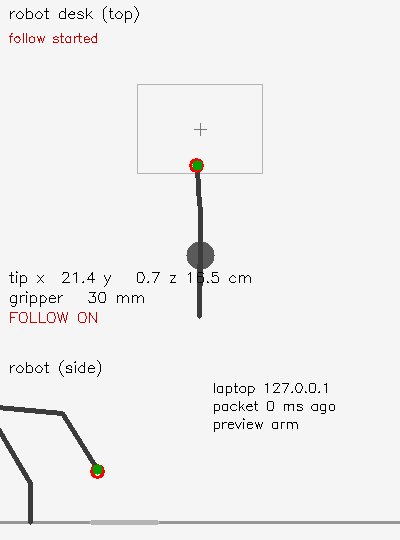 robot desk (top)
follow started
tip x  21.4 y   0.7 z 16.5 cm
gripper   30 mm
FOLLOW ON
robot (side)
laptop 127.0.0.1
packet 0 ms ago
preview arm